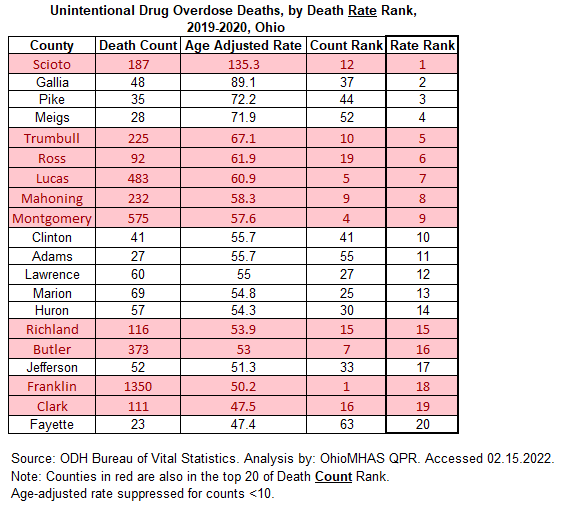 Unintentional Drug Overdose Deaths, by Death Rate Rank,
2019-2020, Ohio
County Death Count Age Adjusted Rate Count Rank Rate Rank
Scioto 187 135.3 12 1
Gallia 48 89.1 37 2
Pike 35 72.2 44 3
Meigs 28 71.9 52 4
Trumbull 225 67.1 10 5
Ross 92 61.9 19 6
Lucas 483 60.9 5 7
Mahoning 232 58.3 9 8
Montgomery 575 57.6 4 9
Clinton 41 55.7 41 10
Adams 27 55.7 55 11
Lawrence 60 55 27 12
Marion 69 54.8 25 13
Huron 57 54.3 30 14
Richland 116 53.9 15 15
Butler 373 53 7 16
Jefferson 52 51.3 33 17
Franklin 1350 50.2 1 18
Clark 111 47.5 16 19
Fayette 23 47.4 63 20
Source: ODH Bureau of Vital Statistics. Analysis by: OhioMHAS QPR. Accessed 02.15.2022.
Note: Counties in red are also in the top 20 of Death Count Rank.
Age-adjusted rate suppressed for counts <10.